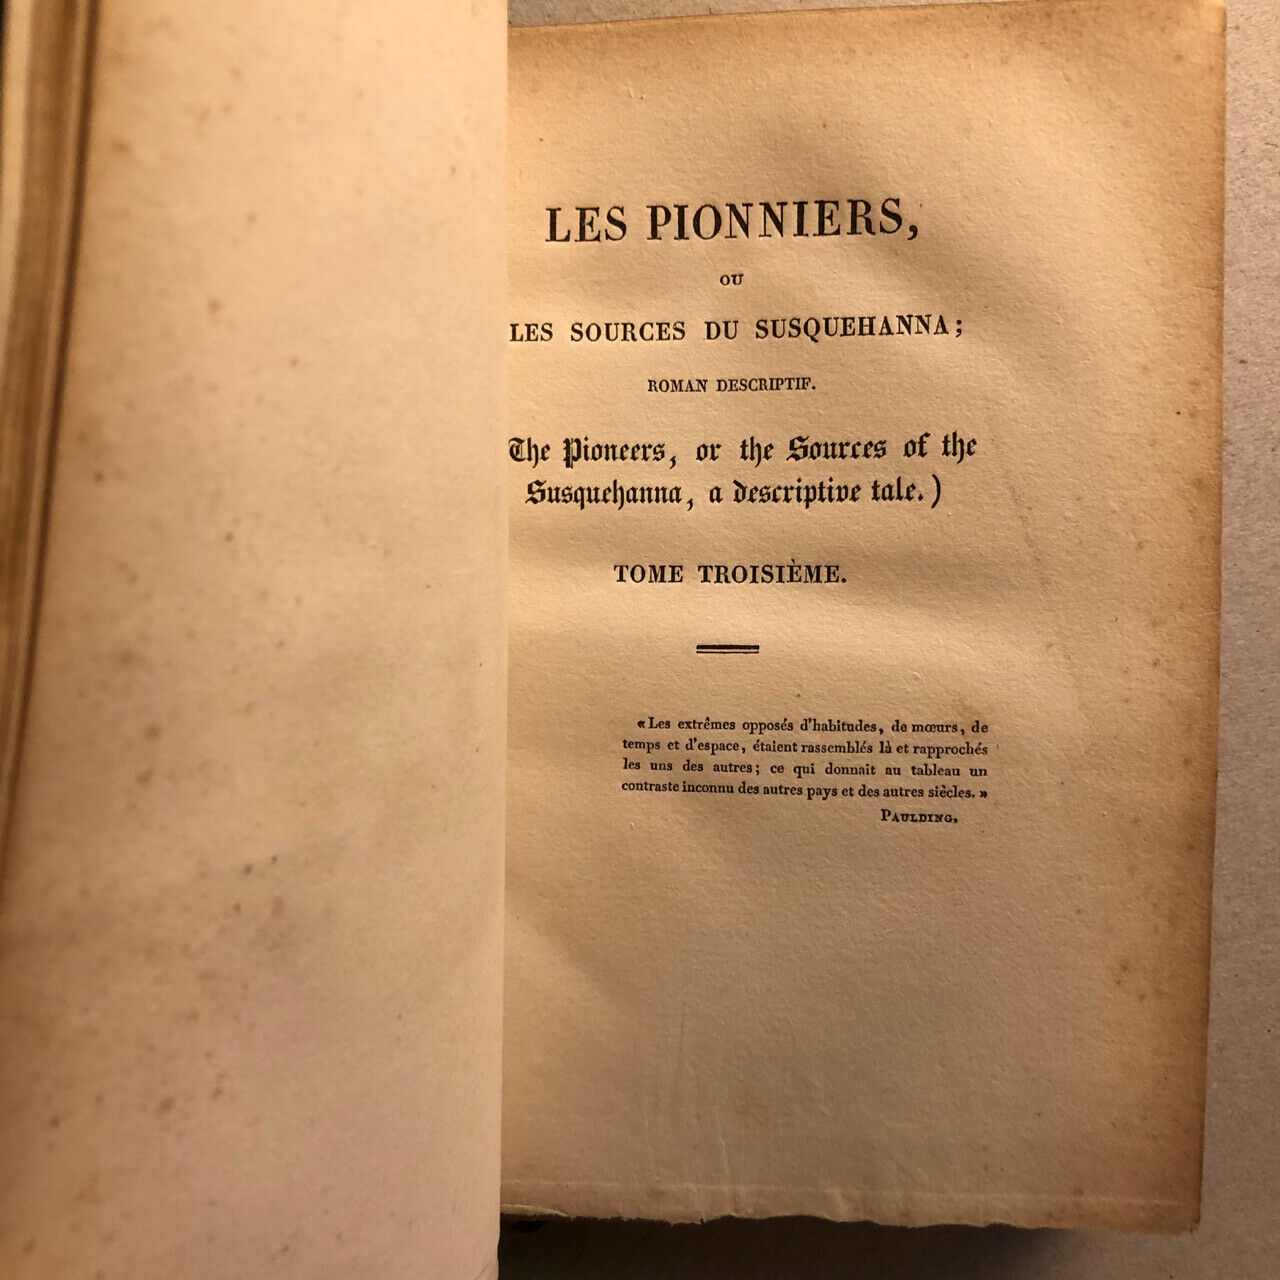 LES PIONNIERS,
OU
LES SOURCES DU SUSQUEHANNA;
ROMAN DESCRIPTIF.
The Pioneers, or the Sources of the
Susquehanna, a descriptive tale.)
TOME TROISIÈME.
«Les extrêmes opposés d'habitudes, de mœurs, de
temps et d'espace, étaient rassemblés là et rapprochés
les uns des autres; ce qui donnait au tableau un
contraste inconnu des autres pays et des autres siècles.»
PAULDING.